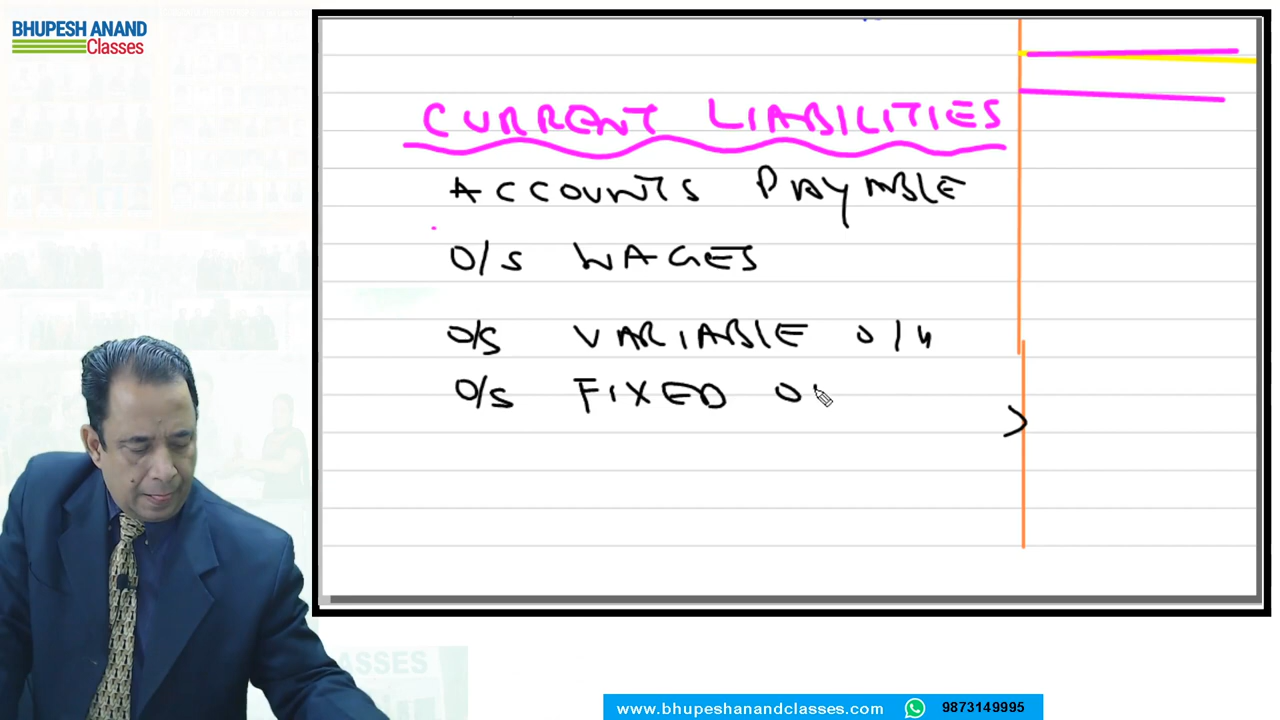 BHUPESH ANAND
Classes
CURRENT LIABILITIES
ACCOUNTS PAYABLE
O/S WAGES
O/S VARIABLE O/H
O/S FIXED O
www.bhupeshanandclasses.com
9873149995